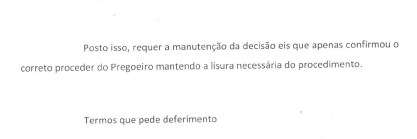 Posto isso, requer a manutenção da decisão eis que apenas confirmou o
correto proceder do Pregoeiro mantendo a lisura necessária do procedimento.
Termos que pede deferimento